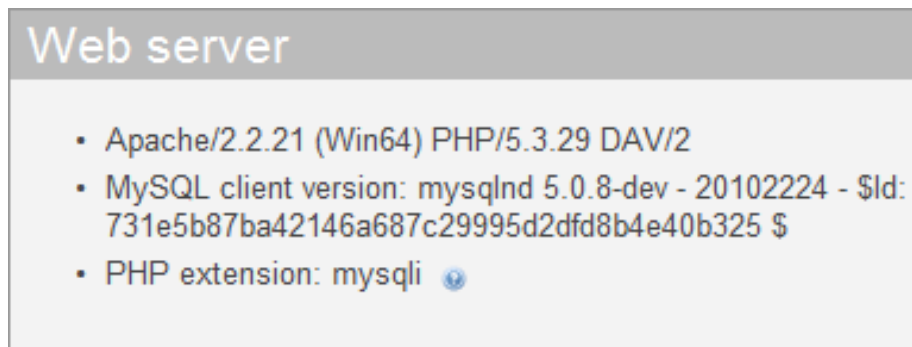 Web server
• Apache/2.2.21 (Win64) PHP/5.3.29 DAV/2
• MySQL client version: mysqlnd 5.0.8-dev - 20102224 - $Id:
731e5b87ba42146a687c29995d2dfd8b4e40b325 $
• PHP extension: mysqli